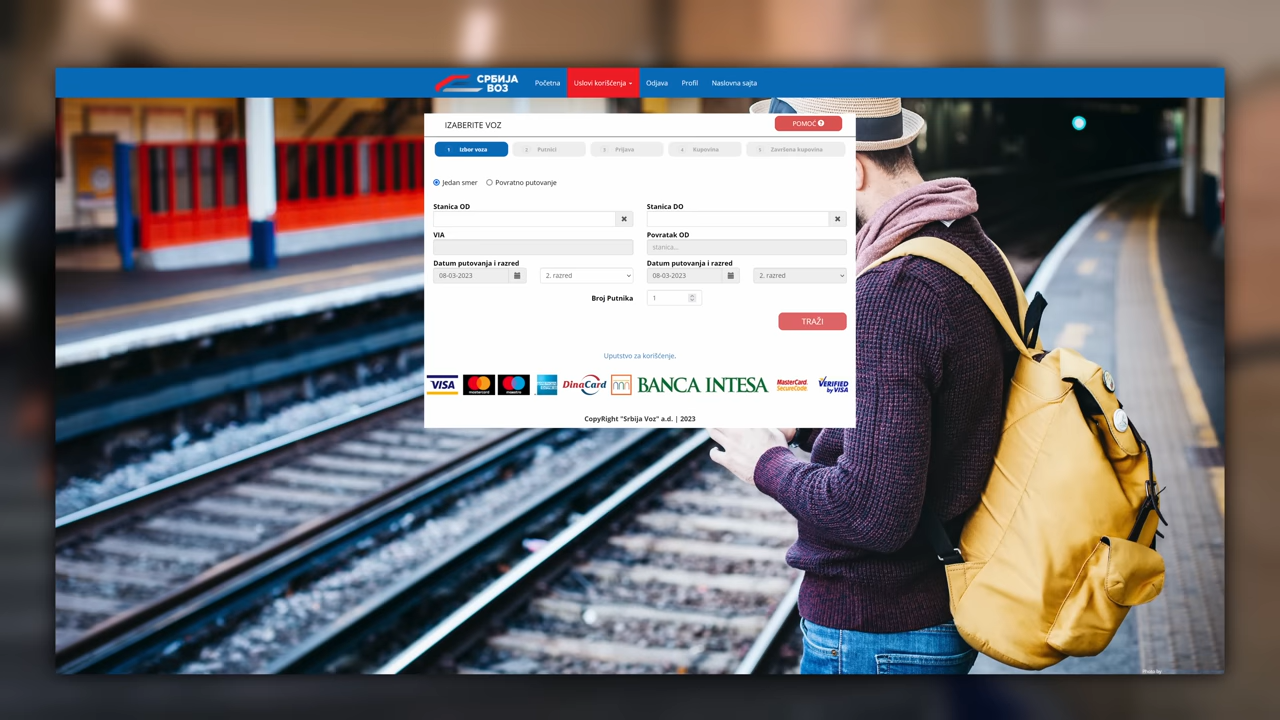 СРБИЈА ВОЗ
Početna
Uslovi korišćenja
Odjava
Profil
Naslovna sajta
IZABERITE VOZ
POMOĆ
1 Izbor voza
2 Putnici
3 Prijava
4 Kupovina
5 Završena kupovina
Jedan smer
Povratno putovanje
Stanica OD
Stanica DO
VIA
Povratak OD
stanica...
Datum putovanja i razred
Datum putovanja i razred
08-03-2023
2. razred
08-03-2023
2. razred
Broj Putnika
1
TRAŽI
Uputstvo za korišćenje.
VISA
mastercard
maestro
DinaCard
BANCA INTESA
MasterCard. SecureCode.
VERIFIED by VISA
CopyRight "Srbija Voz" a.d. | 2023